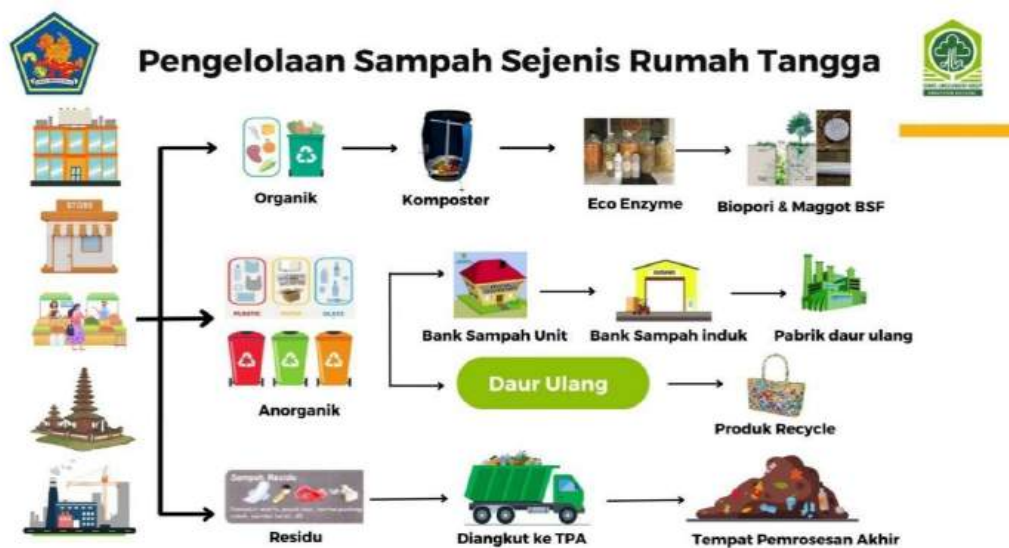 Pengelolaan Sampah Sejenis Rumah Tangga
STORE
Organik
Komposter
Eco Enzyme
Biopori & Maggot BSF
PLASTIC
GLASS
Anorganik
Bank Sampah Unit
GUDANG
Bank Sampah induk
Pabrik daur ulang
Daur Ulang
Produk Recycle
Sampah Residu
Residu
Diangkut ke TPA
Tempat Pemrosesan Akhir